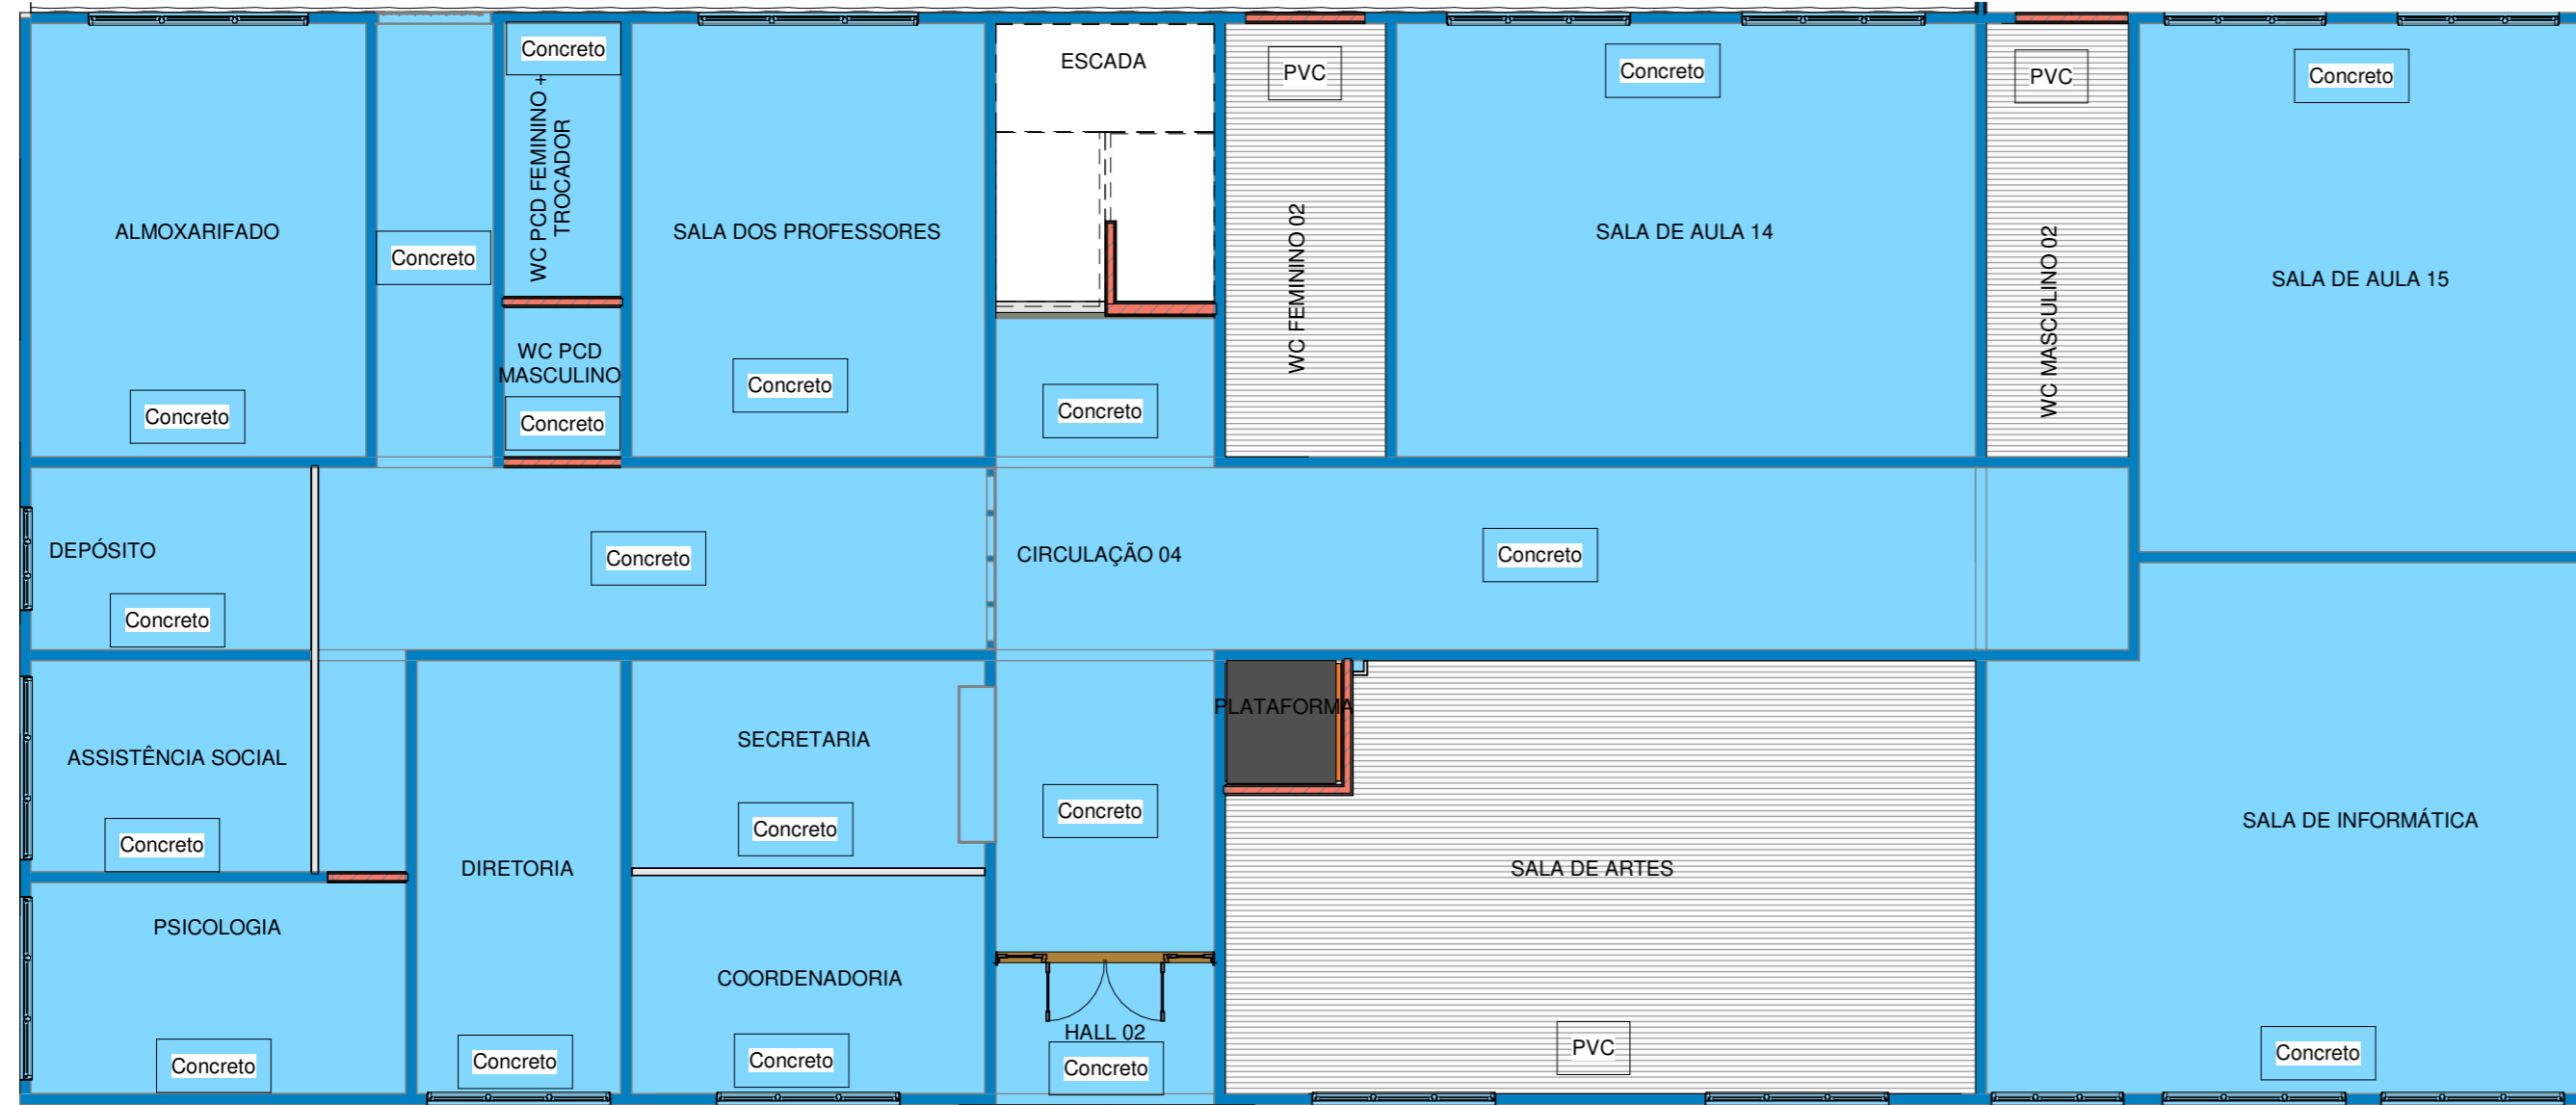 Concreto
ESCADA
PVC
Concreto
PVC
Concreto
WC PCD FEMININO +
TROCADOR
ALMOXARIFADO
Concreto
SALA DOS PROFESSORES
WC FEMININO 02
SALA DE AULA 14
WC MASCULINO 02
SALA DE AULA 15
WC PCD
MASCULINO
Concreto
Concreto
Concreto
Concreto
Concreto
DEPÓSITO
Concreto
CIRCULAÇÃO 04
Concreto
Concreto
PLATAFORMA
ASSISTÊNCIA SOCIAL
SECRETARIA
Concreto
Concreto
Concreto
SALA DE INFORMÁTICA
DIRETORIA
SALA DE ARTES
PSICOLOGIA
COORDENADORIA
HALL 02
Concreto
Concreto
Concreto
Concreto
PVC
Concreto